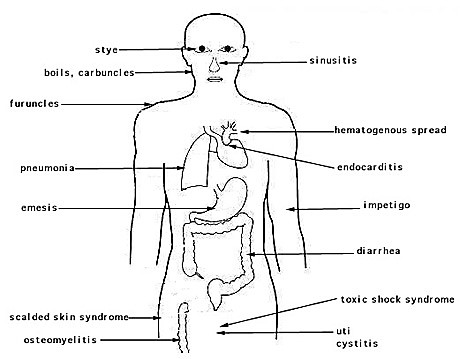 stye
sinusitis
boils, carbuncles
furuncles
hematogenous spread
pneumonia
endocarditis
emesis
impetigo
diarrhea
toxic shock syndrome
scalded skin syndrome
uti
osteomyelitis
cystitis